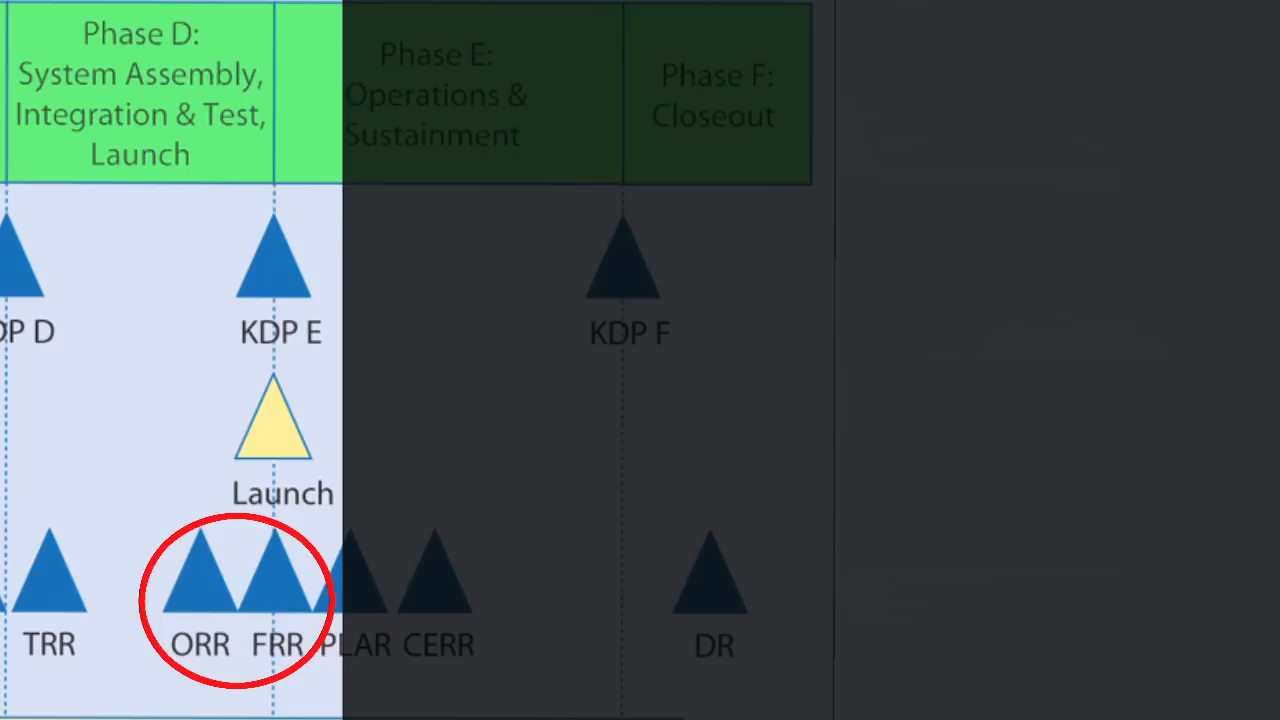 Phase D:
System Assembly,
Integration & Test,
Launch
Phase E:
Operations &
Sustainment
Phase F:
Closeout
DP D
KDP E
KDP F
Launch
TRR
ORR
FRR
PLAR
CERR
DR